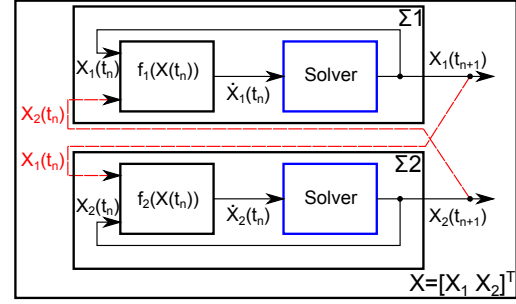 Σ1
X₁(tₙ)
f₁(X(tₙ))
Ẋ₁(tₙ)
Solver
X₁(tₙ₊₁)
X₂(tₙ)
X₁(tₙ)
Σ2
X₂(tₙ)
f₂(X(tₙ))
Ẋ₂(tₙ)
Solver
X₂(tₙ₊₁)
X=[X₁ X₂]ᵀ